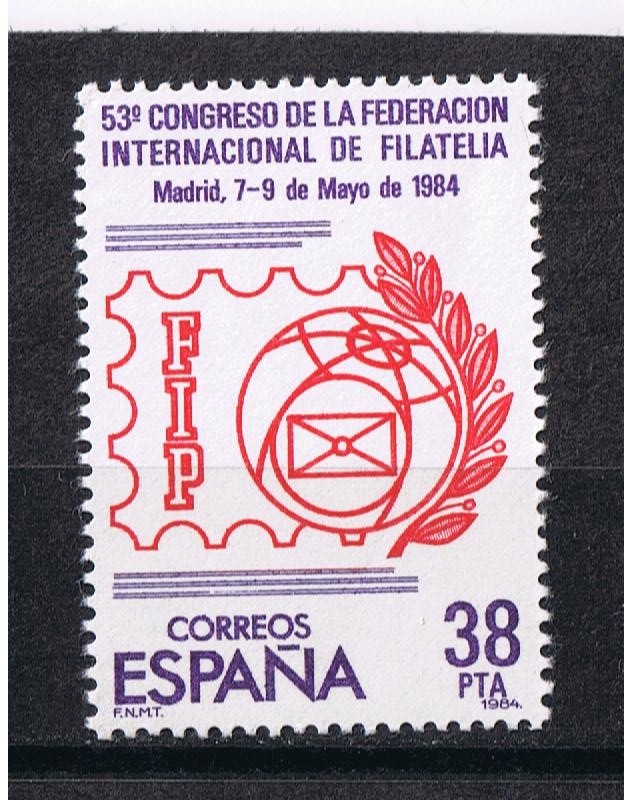 53º CONGRESO DE LA FEDERACION
INTERNACIONAL DE FILATELIA
Madrid, 7-9 de Mayo de 1984
FIP
CORREOS
ESPAÑA
38
PTA
F.N.M.T.
1984.